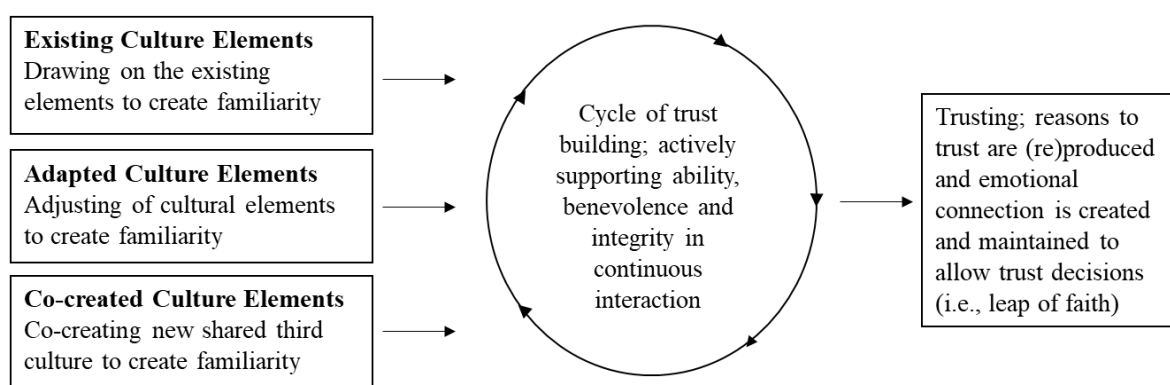 Existing Culture Elements
Drawing on the existing
elements to create familiarity
Adapted Culture Elements
Adjusting of cultural elements
to create familiarity
Co-created Culture Elements
Co-creating new shared third
culture to create familiarity
Cycle of trust
building; actively
supporting ability,
benevolence and
integrity in
continuous
interaction
Trusting; reasons to
trust are (re)produced
and emotional
connection is created
and maintained to
allow trust decisions
(i.e., leap of faith)